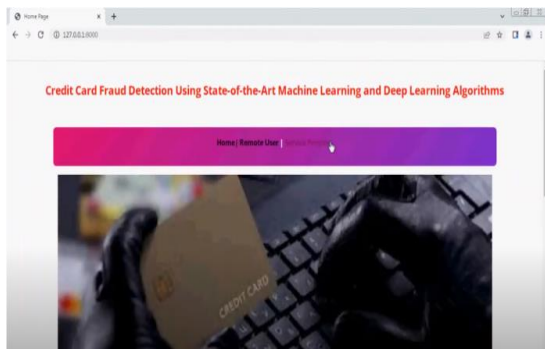 Home Page
127.0.0.1:8000
Credit Card Fraud Detection Using State-of-the-Art Machine Learning and Deep Learning Algorithms
Home | Remote User |
CREDIT CARD